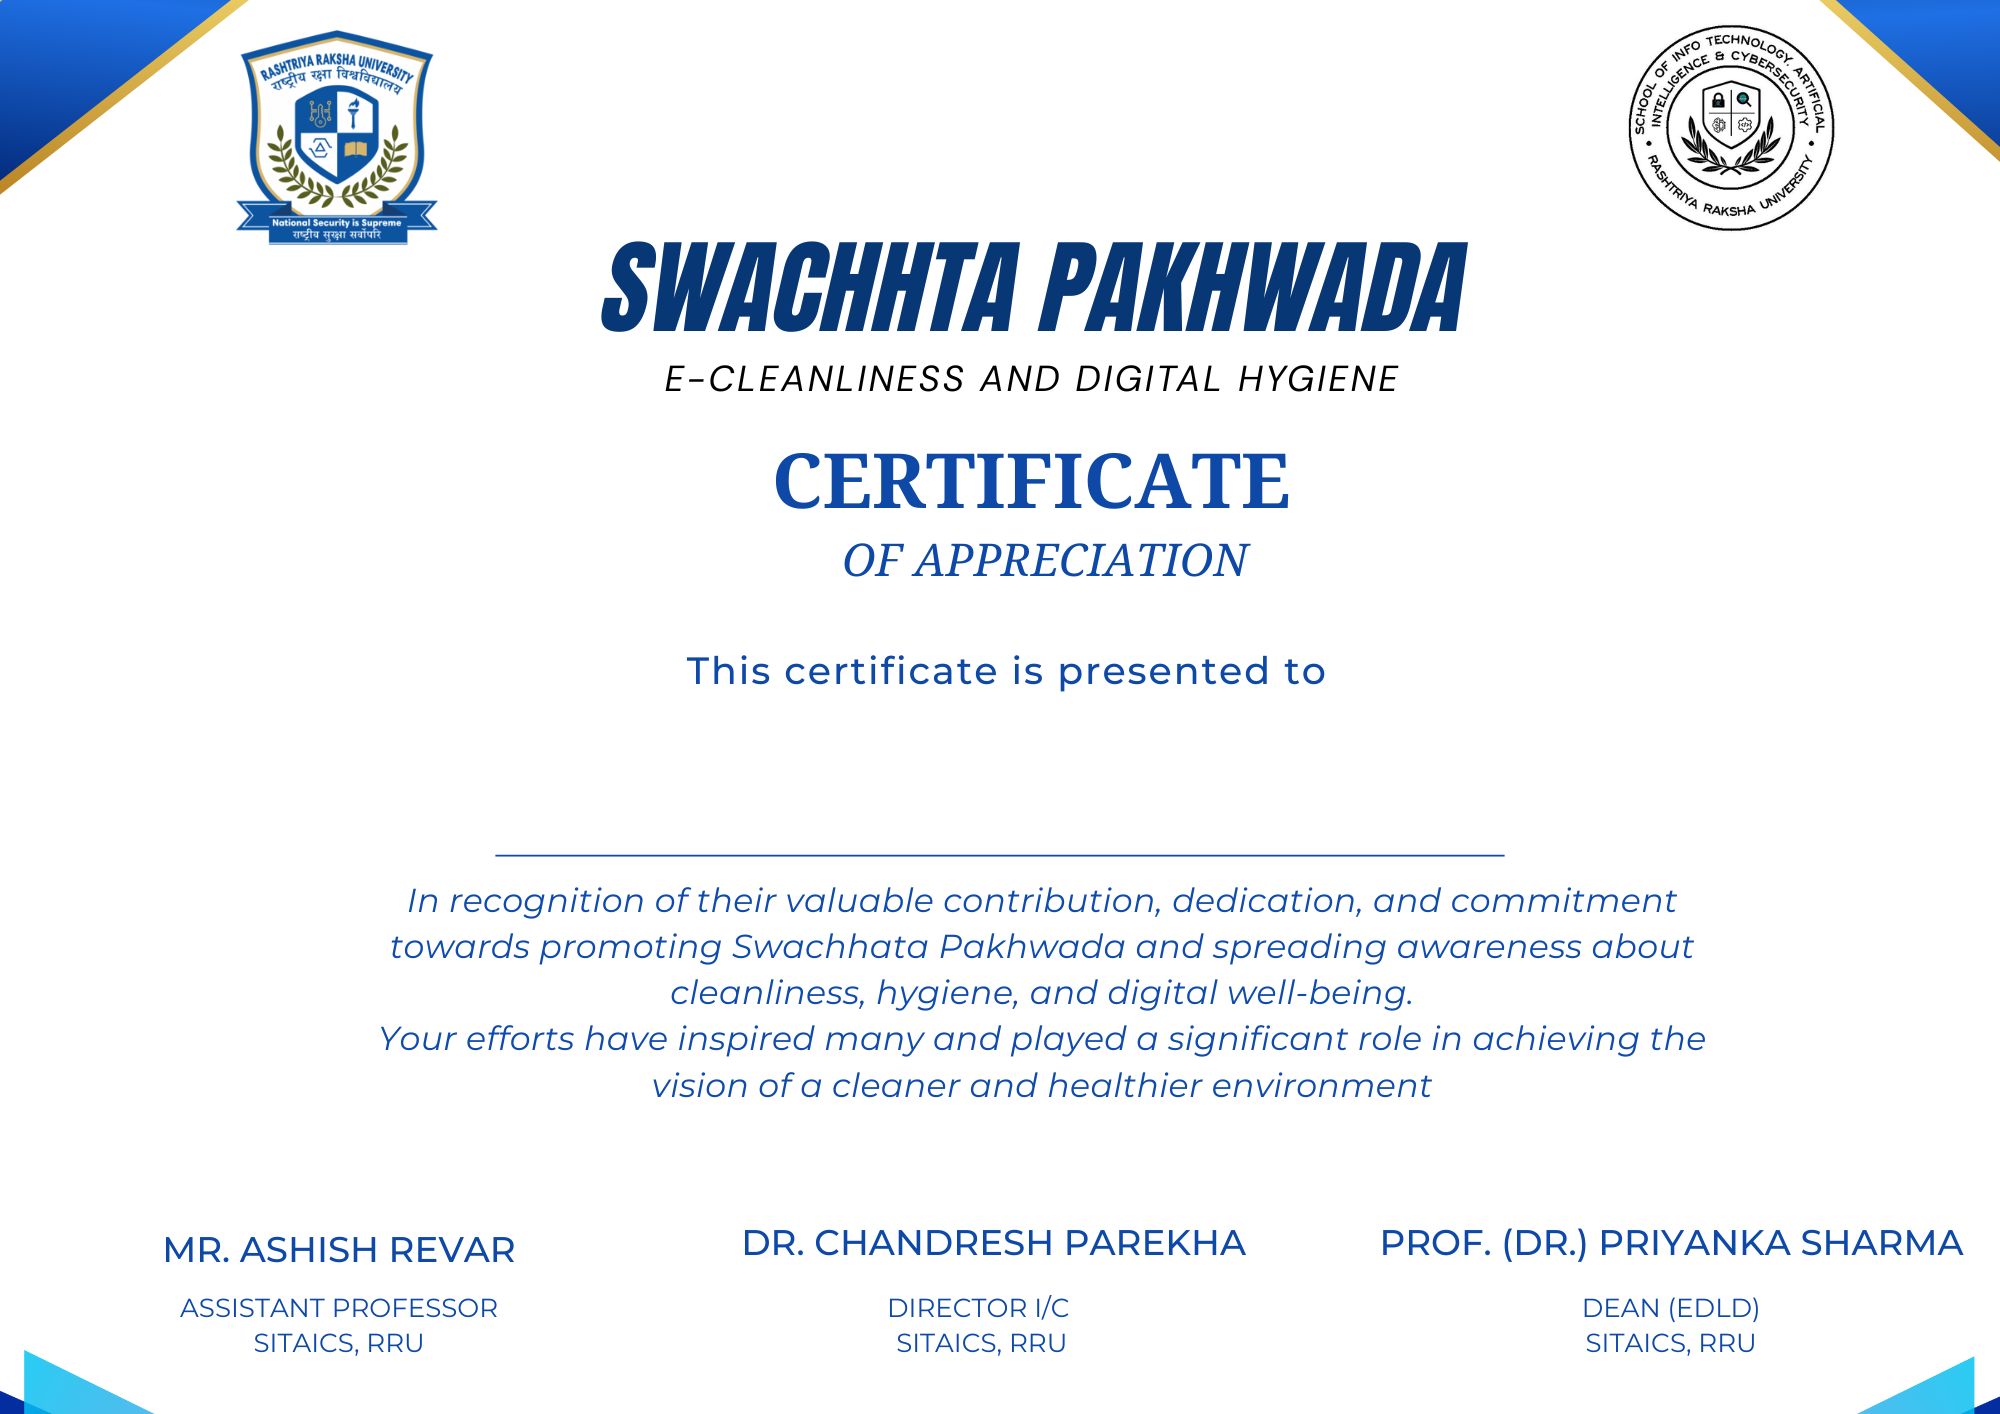 RASHTRIYA RAKSHA UNIVERSITY
राष्ट्रीय रक्षा विश्वविद्यालय
National Security is Supreme
राष्ट्रीय सुरक्षा सर्वोपरि
SCHOOL OF INFO TECHNOLOGY, ARTIFICIAL
INTELLIGENCE & CYBERSECURITY
• RASHTRIYA RAKSHA UNIVERSITY •
SWACHHTA PAKHWADA
E-CLEANLINESS AND DIGITAL HYGIENE
CERTIFICATE
OF APPRECIATION
This certificate is presented to
In recognition of their valuable contribution, dedication, and commitment
towards promoting Swachhata Pakhwada and spreading awareness about
cleanliness, hygiene, and digital well-being.
Your efforts have inspired many and played a significant role in achieving the
vision of a cleaner and healthier environment
MR. ASHISH REVAR
ASSISTANT PROFESSOR
SITAICS, RRU
DR. CHANDRESH PAREKHA
DIRECTOR I/C
SITAICS, RRU
PROF. (DR.) PRIYANKA SHARMA
DEAN (EDLD)
SITAICS, RRU